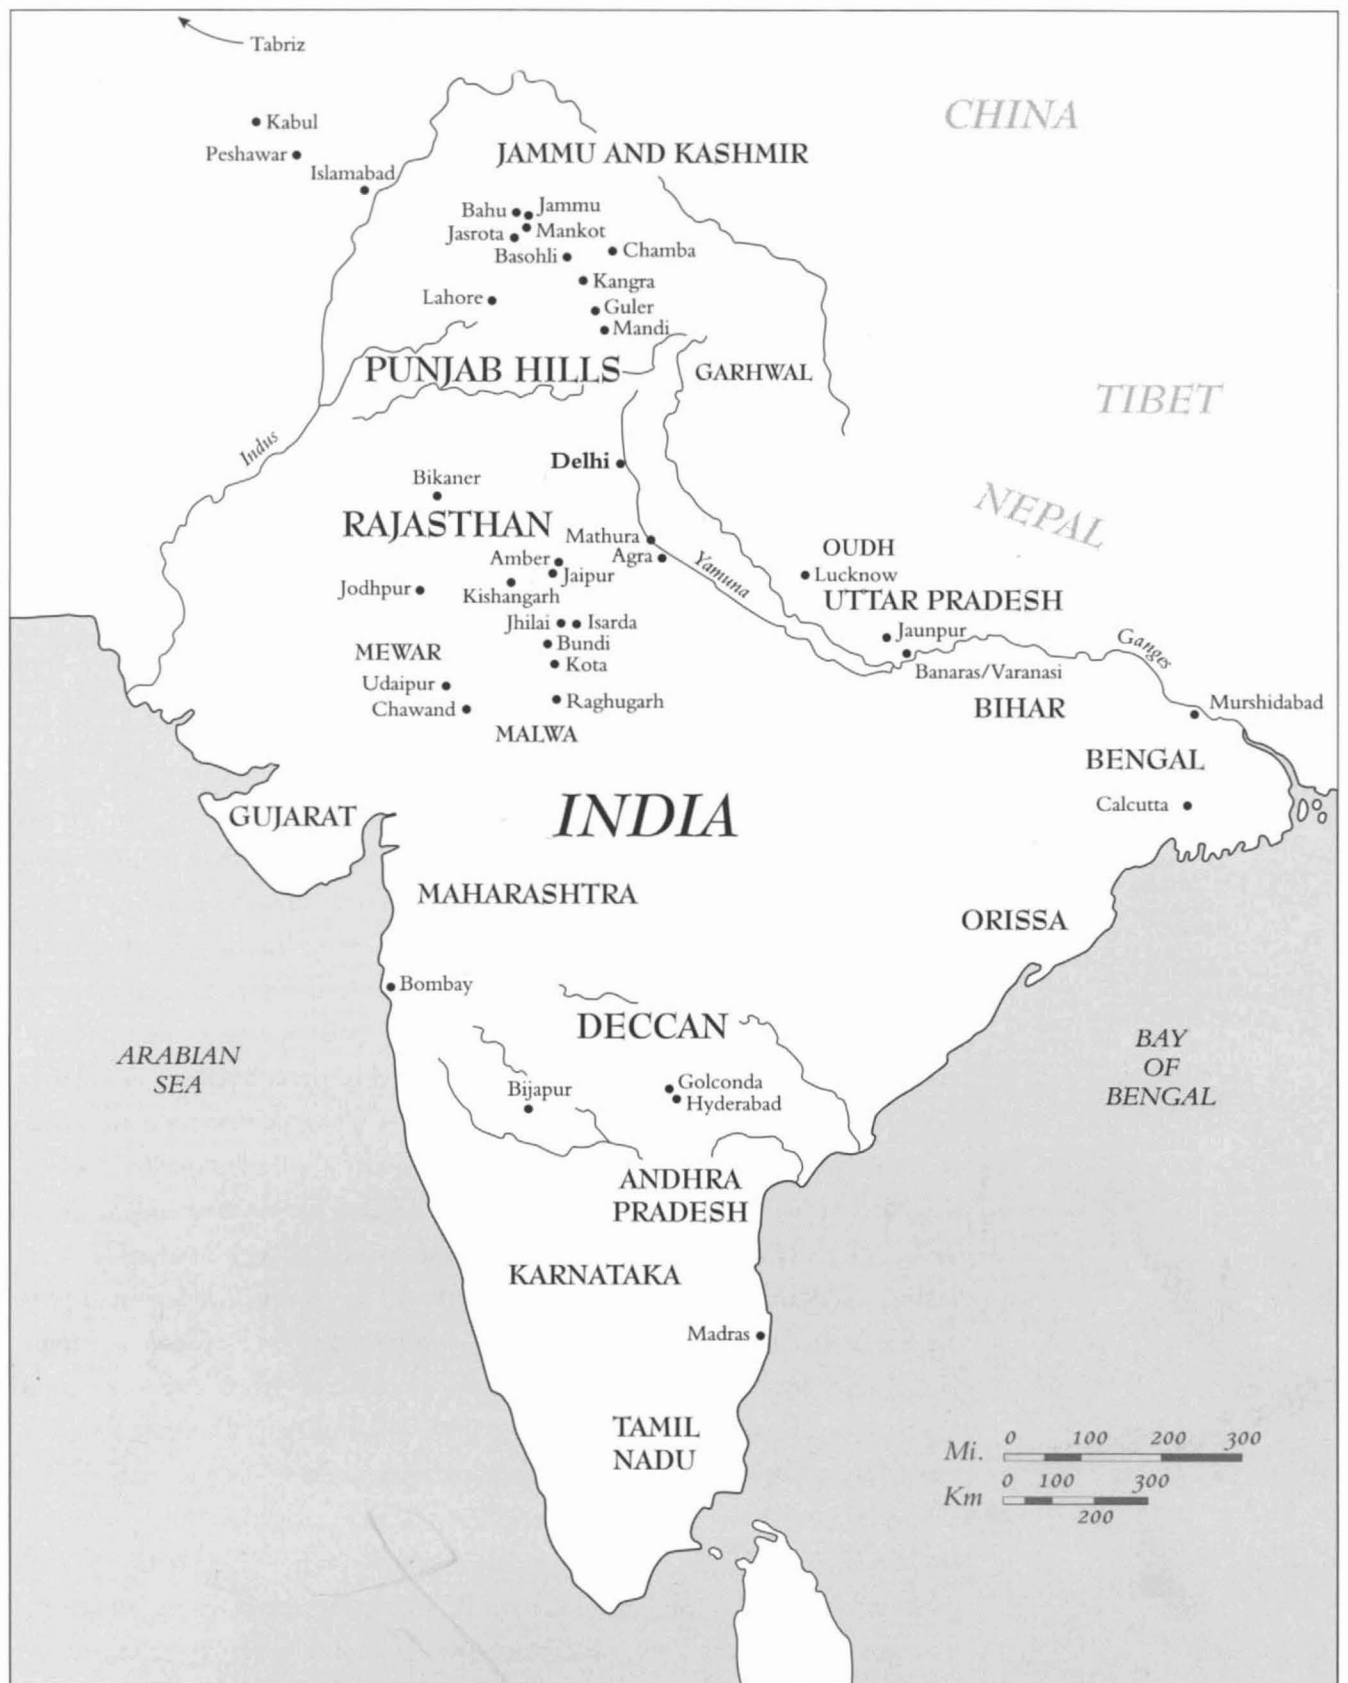 Tabriz
CHINA
Kabul
Peshawar
Islamabad
JAMMU AND KASHMIR
Bahu
Jammu
Jasrota
Mankot
Basohli
Chamba
Kangra
Lahore
Guler
Mandi
PUNJAB HILLS
GARHWAL
TIBET
Indus
Delhi
Bikaner
RAJASTHAN
NEPAL
Mathura
OUDH
Amber
Agra
Yamuna
Jaipur
Lucknow
Jodhpur
Kishangarh
UTTAR PRADESH
Jhilai
Isarda
Jaunpur
Ganges
Bundi
MEWAR
Kota
Banaras/Varanasi
Udaipur
Chawand
Raghugarh
BIHAR
Murshidabad
MALWA
BENGAL
Calcutta
GUJARAT
INDIA
MAHARASHTRA
ORISSA
Bombay
DECCAN
ARABIAN
SEA
BAY
OF
BENGAL
Bijapur
Golconda
Hyderabad
ANDHRA
PRADESH
KARNATAKA
Madras
TAMIL
NADU
Mi. 0 100 200 300
Km 0 100 300
200